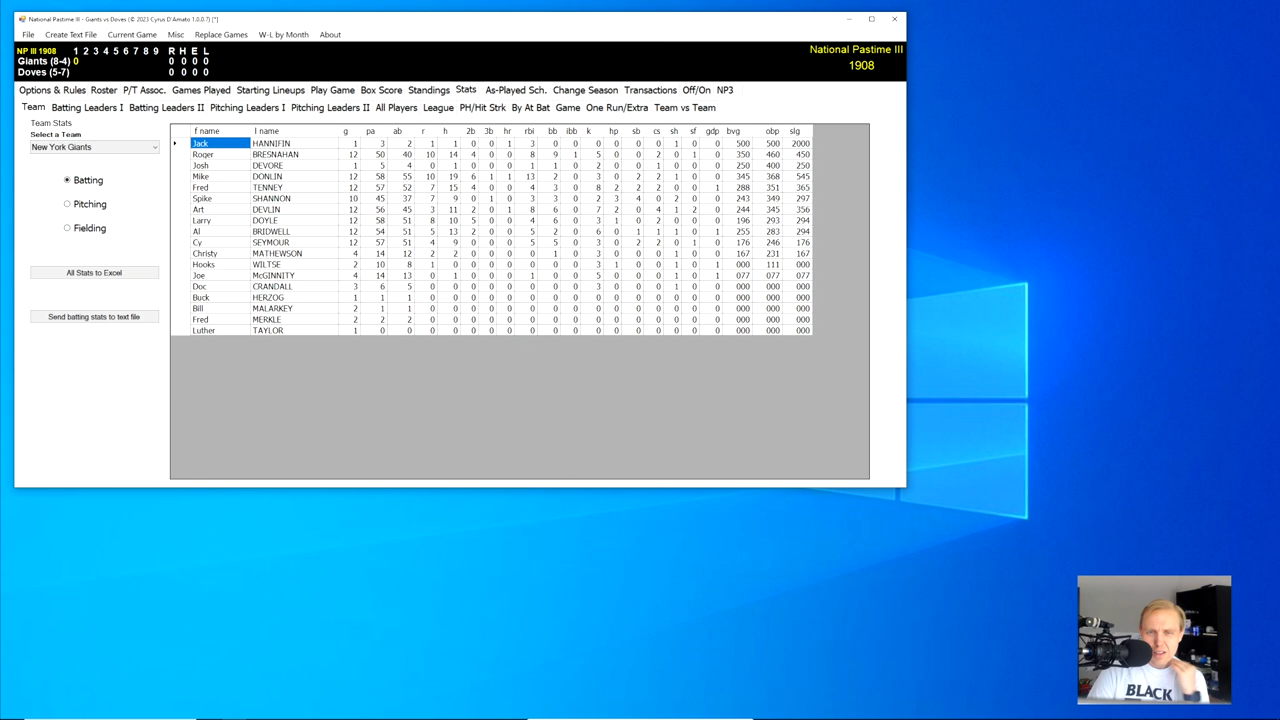 National Pastime III - Giants vs Doves (© 2023 Cyrus D'Amato 1.0.0.7) [*]
File Create Text File Current Game Misc Replace Games W-L by Month About
NP III 1908 1 2 3 4 5 6 7 8 9 R H E L
Giants (8-4) 0 0 0 0 0
Doves (5-7) 0 0 0 0
National Pastime III
1908
Options & Rules Roster P/T Assoc. Games Played Starting Lineups Play Game Box Score Standings Stats As-Played Sch. Change Season Transactions Off/On NP3
Team Batting Leaders I Batting Leaders II Pitching Leaders I Pitching Leaders II All Players League PH/Hit Strk By At Bat Game One Run/Extra Team vs Team
Team Stats
Select a Team
New York Giants
Batting
Pitching
Fielding
All Stats to Excel
Send batting stats to text file
f name l name g pa ab r h 2b 3b hr rbi bb ibb k hp sb cs sh sf gdp bvg obp slg
Jack HANNIFIN 1 3 2 1 1 0 0 1 3 0 0 0 0 0 0 1 0 0 500 500 2000
Roger BRESNAHAN 12 50 40 10 14 4 0 0 8 9 1 5 0 0 2 0 1 0 350 460 450
Josh DEVORE 1 5 4 0 1 0 0 0 1 1 0 2 0 0 1 0 0 0 250 400 250
Mike DONLIN 12 58 55 10 19 6 1 1 13 2 0 3 0 2 2 1 0 0 345 368 545
Fred TENNEY 12 57 52 7 15 4 0 0 4 3 0 8 2 2 2 0 0 1 288 351 365
Spike SHANNON 10 45 37 7 9 0 1 0 3 3 0 2 3 4 0 2 0 0 243 349 297
Art DEVLIN 12 56 45 3 11 2 0 1 8 6 0 7 2 0 4 1 2 0 244 345 356
Larry DOYLE 12 58 51 8 10 5 0 0 4 6 0 3 1 0 2 0 0 0 196 293 294
Al BRIDWELL 12 54 51 5 13 2 0 0 5 2 0 6 0 1 1 1 0 1 255 283 294
Cy SEYMOUR 12 57 51 4 9 0 0 0 5 5 0 3 0 2 2 0 1 0 176 246 176
Christy MATHEWSON 4 14 12 2 2 0 0 0 0 1 0 3 0 0 0 1 0 0 167 231 167
Hooks WILTSE 2 10 8 1 0 0 0 0 0 0 0 3 1 0 0 1 0 1 000 111 000
Joe McGINNITY 4 14 13 0 1 0 0 0 1 0 0 5 0 0 0 1 0 1 077 077 077
Doc CRANDALL 3 6 5 0 0 0 0 0 0 0 0 3 0 0 0 1 0 0 000 000 000
Buck HERZOG 1 1 1 0 0 0 0 0 0 0 0 0 0 0 0 0 0 0 000 000 000
Bill MALARKEY 2 1 1 0 0 0 0 0 0 0 0 0 0 0 0 0 0 0 000 000 000
Fred MERKLE 2 2 2 0 0 0 0 0 0 0 0 0 0 0 0 0 0 0 000 000 000
Luther TAYLOR 1 0 0 0 0 0 0 0 0 0 0 0 0 0 0 0 0 0 000 000 000
BLACK